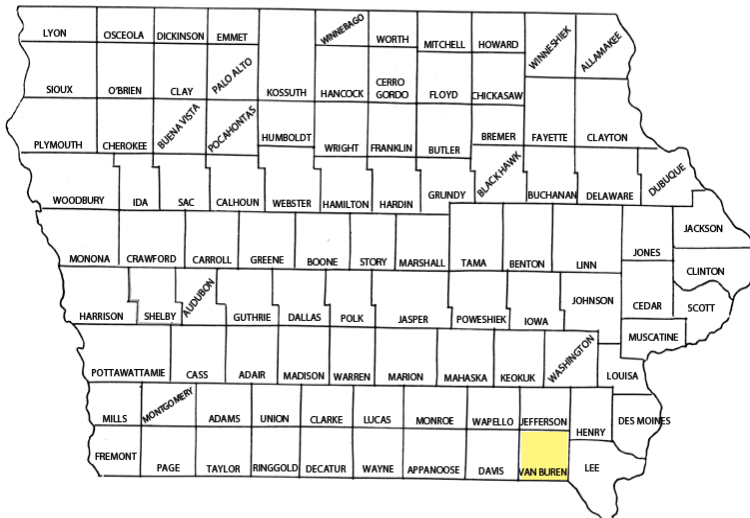 LYON OSCEOLA DICKINSON EMMET WINNEBAGO WORTH MITCHELL HOWARD WINNESHIEK ALLAMAKEE
SIOUX O'BRIEN CLAY PALO ALTO KOSSUTH HANCOCK CERRO GORDO FLOYD CHICKASAW
PLYMOUTH CHEROKEE BUENA VISTA POCAHONTAS HUMBOLDT WRIGHT FRANKLIN BUTLER BREMER FAYETTE CLAYTON
WOODBURY IDA SAC CALHOUN WEBSTER HAMILTON HARDIN GRUNDY BLACK HAWK BUCHANAN DELAWARE DUBUQUE
MONONA CRAWFORD CARROLL GREENE BOONE STORY MARSHALL TAMA BENTON LINN JONES JACKSON
CLINTON
HARRISON SHELBY AUDUBON GUTHRIE DALLAS POLK JASPER POWESHIEK IOWA JOHNSON CEDAR SCOTT
MUSCATINE
POTTAWATTAMIE CASS ADAIR MADISON WARREN MARION MAHASKA KEOKUK WASHINGTON LOUISA
MILLS MONTGOMERY ADAMS UNION CLARKE LUCAS MONROE WAPELLO JEFFERSON HENRY DES MOINES
FREMONT PAGE TAYLOR RINGGOLD DECATUR WAYNE APPANOOSE DAVIS VAN BUREN LEE